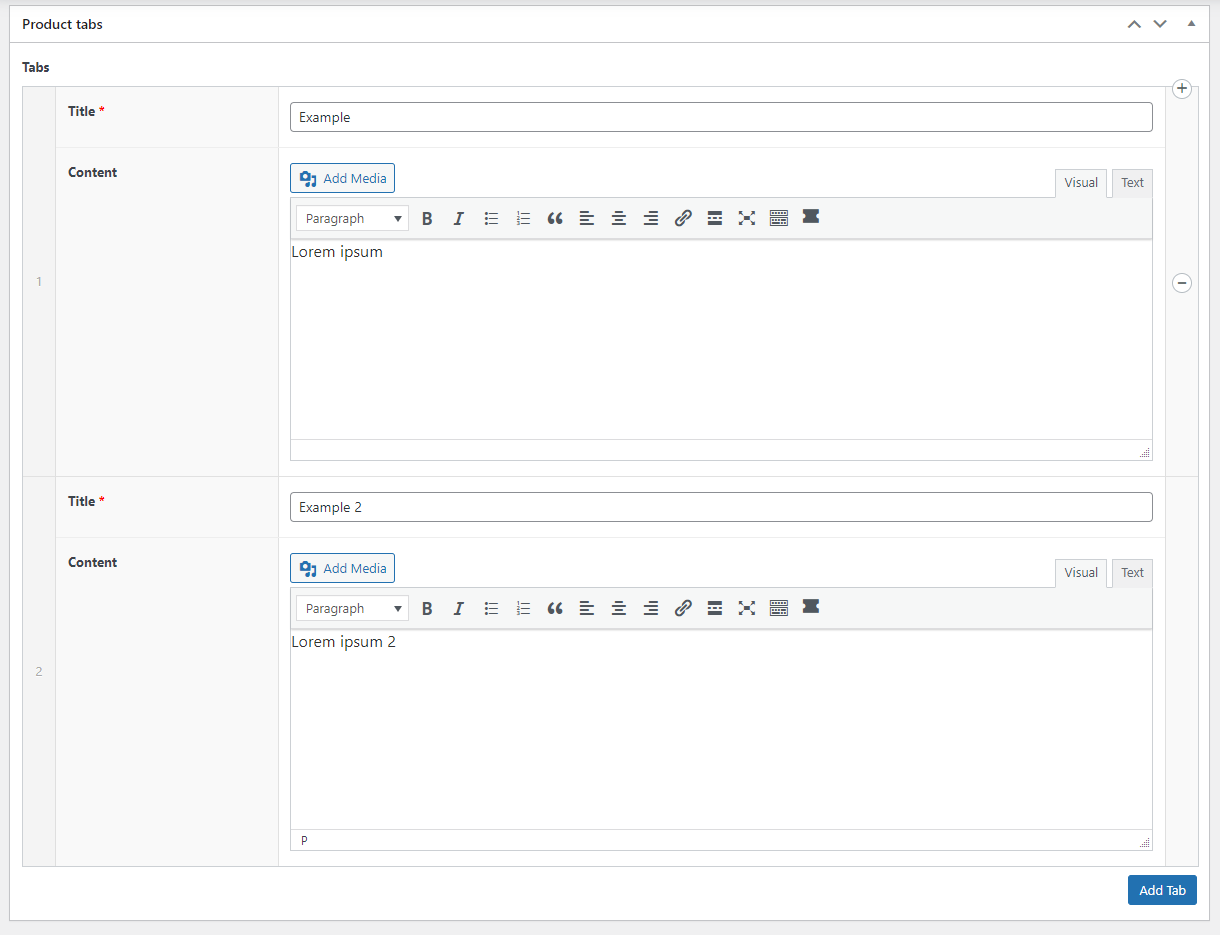 Product tabs
Tabs
Title *
Example
Content
Add Media
Visual
Text
Paragraph
Lorem ipsum
1
Title *
Example 2
Content
Add Media
Visual
Text
Paragraph
Lorem ipsum 2
2
P
Add Tab